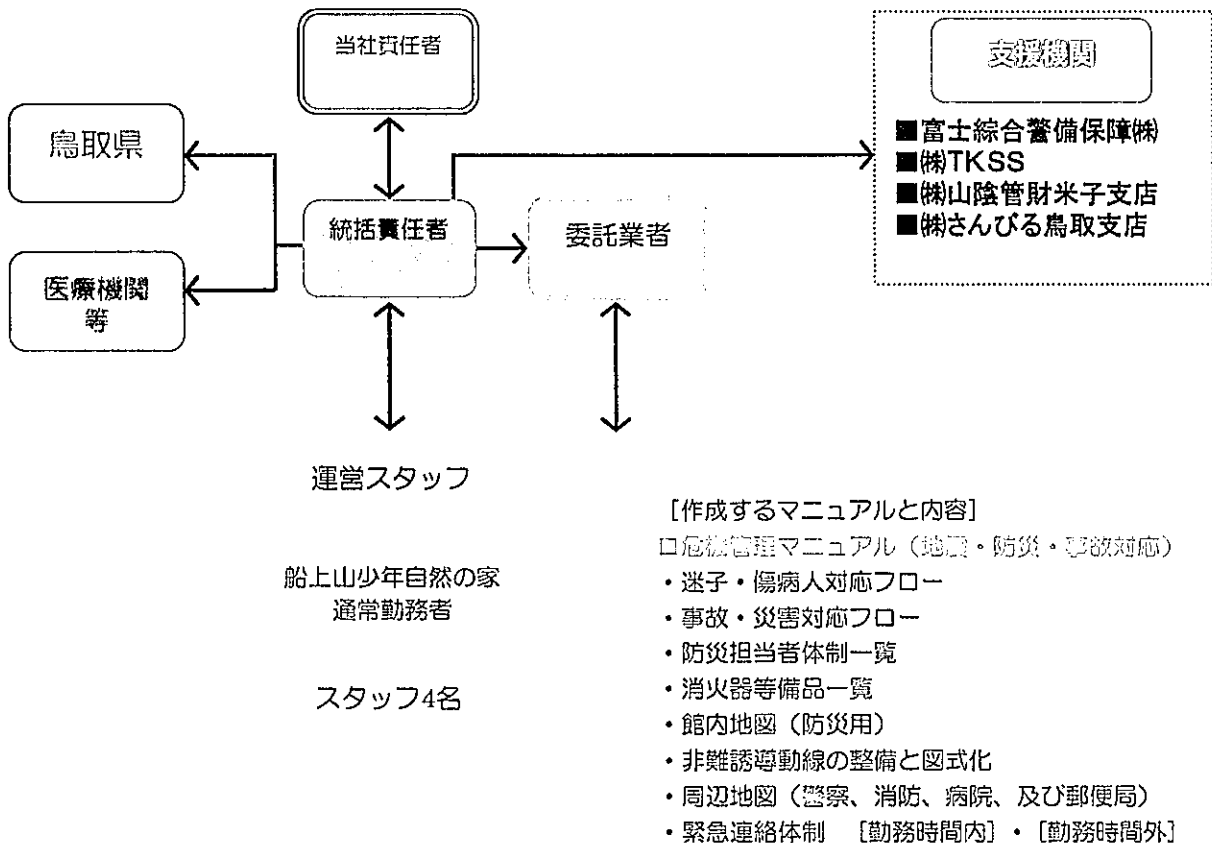 当社責任者
鳥取県
統括責任者
委託業者
医療機関
等
支援機関
■富士綜合警備保障㈱
■㈱TKSS
■㈱山陰管財米子支店
■㈱さんびる鳥取支店
運営スタッフ
船上山少年自然の家
通常勤務者
スタッフ4名
[作成するマニュアルと内容]
□危機管理マニュアル（地震・防災・事故対応）
・迷子・傷病人対応フロー
・事故・災害対応フロー
・防災担当者体制一覧
・消火器等備品一覧
・館内地図（防災用）
・非難誘導動線の整備と図式化
・周辺地図（警察、消防、病院、及び郵便局）
・緊急連絡体制　[勤務時間内]・[勤務時間外]